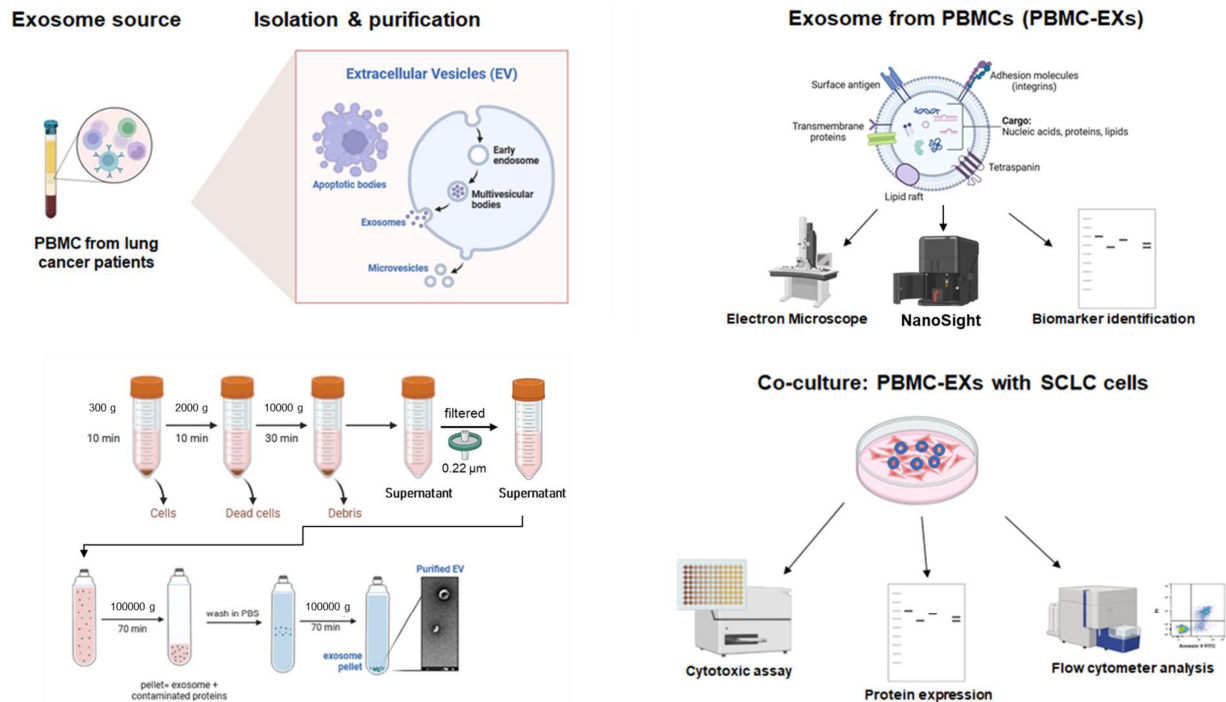 Exosome source
Isolation & purification
Extracellular Vesicles (EV)
Apoptotic bodies
Early
endosome
Multivesicular
bodies
Exosomes
Microvesicles
PBMC from lung
cancer patients
Exosome from PBMCs (PBMC-EXs)
Surface antigen
Adhesion molecules
(integrins)
Transmembrane
proteins
Cargo:
Nucleic acids, proteins, lipids
Tetraspanin
Lipid raft
Electron Microscope
NanoSight
Biomarker identification
300 g
10 min
2000 g
10 min
10000 g
30 min
filtered
0.22 µm
Cells
Dead cells
Debris
Supernatant
Supernatant
100000 g
70 min
wash in PBS
100000 g
70 min
Purified EV
exosome
pellet
pellet= exosome +
contaminated proteins
Co-culture: PBMC-EXs with SCLC cells
Cytotoxic assay
Protein expression
Flow cytometer analysis
PI
Annexin V FITC